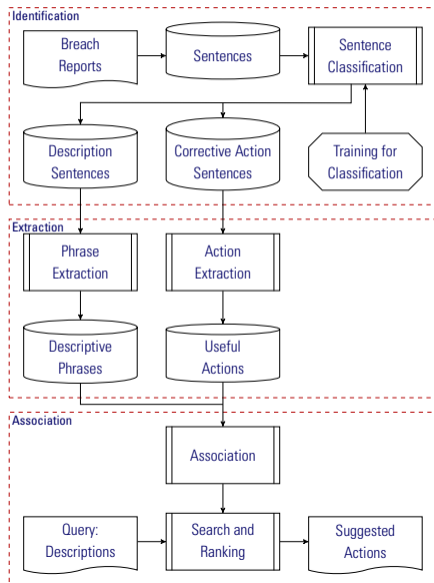 Identification
Breach
Reports
Sentences
Sentence
Classification
Description
Sentences
Corrective Action
Sentences
Training for
Classification
Extraction
Phrase
Extraction
Action
Extraction
Descriptive
Phrases
Useful
Actions
Association
Association
Query:
Descriptions
Search and
Ranking
Suggested
Actions